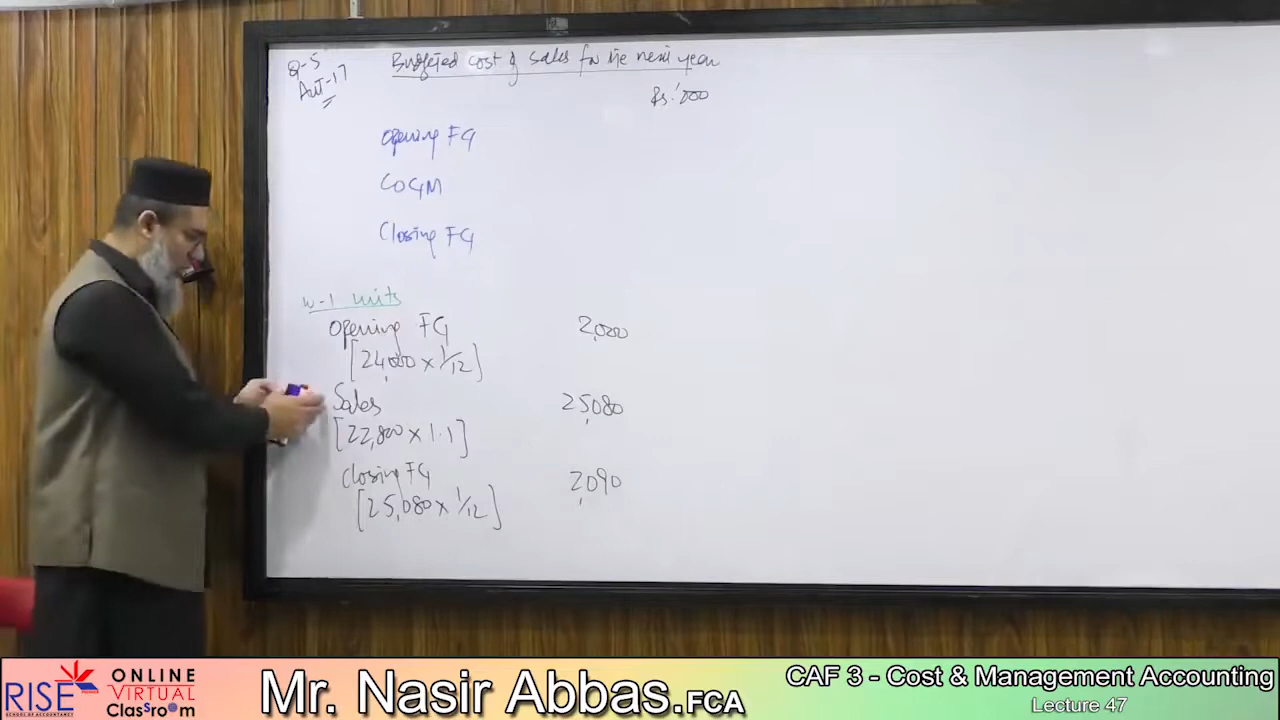 Q-5
Aut-17
Budgeted cost of sales for the next year
Rs.'000
Opening FG
COGM
Closing FG
W-1 units
Opening FG 2,000
[24,000 × 1/12]
Sales 25,080
[22,800 × 1.1]
Closing FG 2,090
[25,080 × 1/12]
RISE
SCHOOL OF ACCOUNTANCY
ONLINE
VIRTUAL
ClasSroom
Mr. Nasir Abbas.FCA
CAF 3 - Cost & Management Accounting
Lecture 47